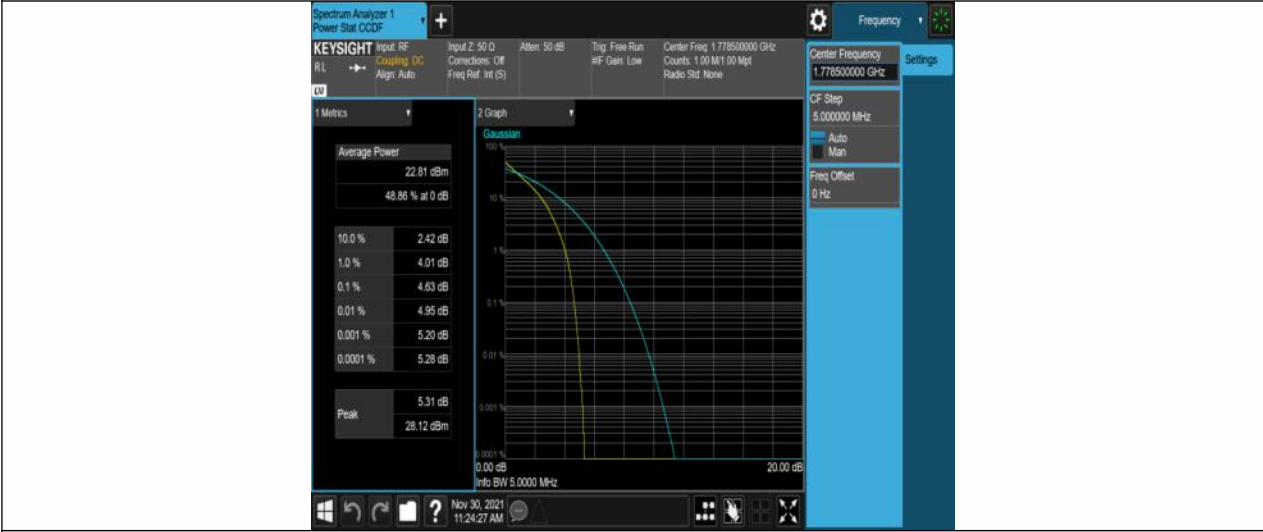 Spectrum Analyzer 1
Power Stat CCDF
+
Frequency
KEYSIGHT
RL
Input: RF
Coupling: DC
Align: Auto
Input Z: 50 Ω
Corrections: Off
Freq Ref: Int (S)
Atten: 50 dB
Trig: Free Run
#IF Gain: Low
Center Freq: 1.778500000 GHz
Counts: 1.00 M/1.00 Mpt
Radio Std: None
LXI
Center Frequency
1.778500000 GHz
Settings
CF Step
5.000000 MHz
Auto
Man
Freq Offset
0 Hz
1 Metrics
Average Power
22.81 dBm
48.86 % at 0 dB
10.0 % 2.42 dB
1.0 % 4.01 dB
0.1 % 4.63 dB
0.01 % 4.95 dB
0.001 % 5.20 dB
0.0001 % 5.28 dB
Peak 5.31 dB
28.12 dBm
2 Graph
Gaussian
100 %
10 %
1 %
0.1 %
0.01 %
0.001 %
0.0001 %
0.00 dB 20.00 dB
Info BW 5.0000 MHz
?
Nov 30, 2021
11:24:27 AM